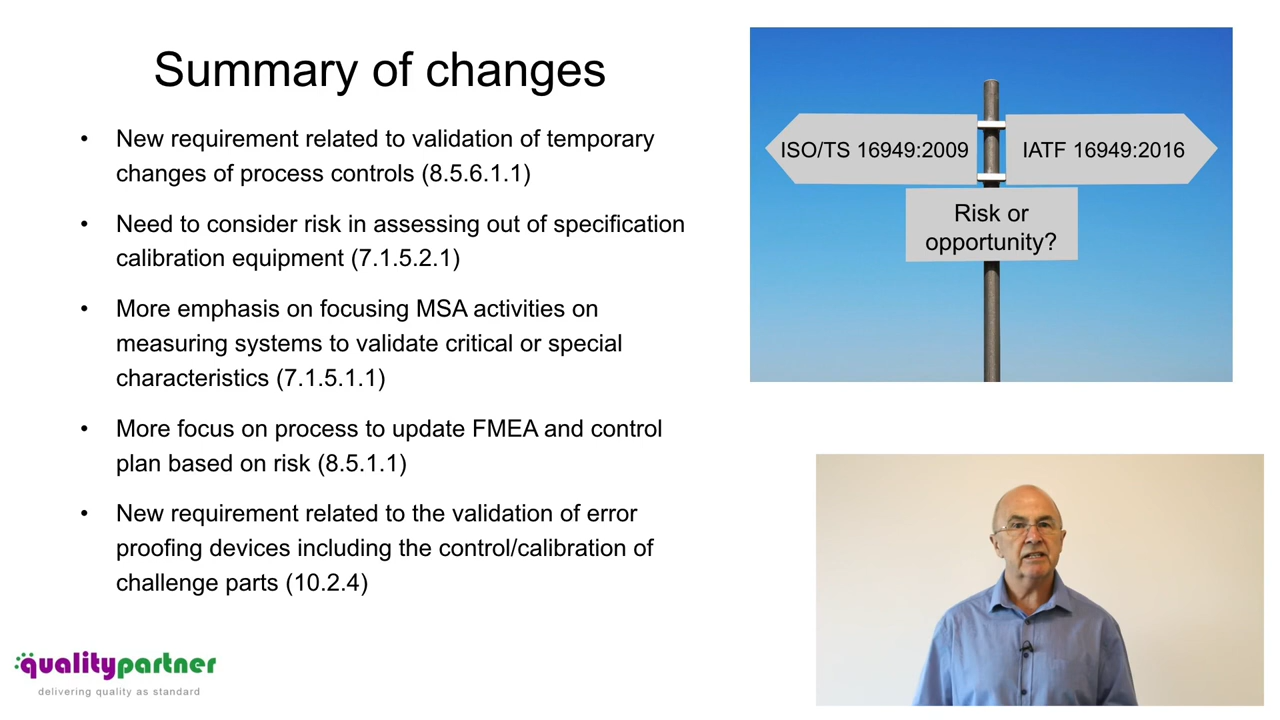 Summary of changes
• New requirement related to validation of temporary
changes of process controls (8.5.6.1.1)
• Need to consider risk in assessing out of specification
calibration equipment (7.1.5.2.1)
• More emphasis on focusing MSA activities on
measuring systems to validate critical or special
characteristics (7.1.5.1.1)
• More focus on process to update FMEA and control
plan based on risk (8.5.1.1)
• New requirement related to the validation of error
proofing devices including the control/calibration of
challenge parts (10.2.4)
ISO/TS 16949:2009
IATF 16949:2016
Risk or
opportunity?
qualitypartner
delivering quality as standard